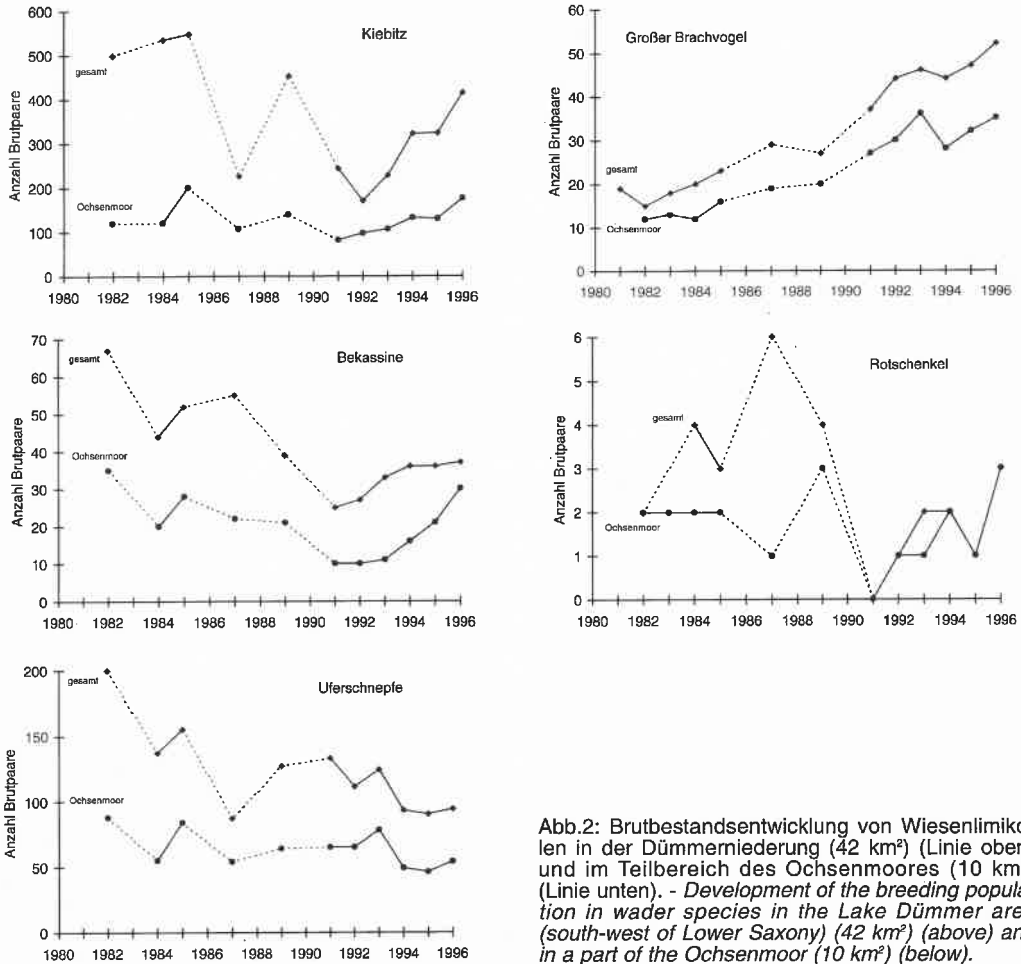 Kiebitz
Anzahl Brutpaare
600
500
400
300
200
100
0
gesamt
Ochsenmoor
1980 1982 1984 1986 1988 1990 1992 1994 1996
Großer Brachvogel
Anzahl Brutpaare
60
50
40
30
20
10
0
gesamt
Ochsenmoor
1980 1982 1984 1986 1988 1990 1992 1994 1996
Bekassine
Anzahl Brutpaare
70
60
50
40
30
20
10
0
gesamt
Ochsenmoor
1980 1982 1984 1986 1988 1990 1992 1994 1996
Rotschenkel
Anzahl Brutpaare
6
5
4
3
2
1
0
gesamt
Ochsenmoor
1980 1982 1984 1986 1988 1990 1992 1994 1996
Uferschnepfe
Anzahl Brutpaare
200
150
100
50
0
gesamt
Ochsenmoor
1980 1982 1984 1986 1988 1990 1992 1994 1996
Abb.2: Brutbestandsentwicklung von Wiesenlimiko
len in der Dümmerniederung (42 km²) (Linie oben
und im Teilbereich des Ochsenmoores (10 km
(Linie unten). - Development of the breeding popula
tion in wader species in the Lake Dümmer are
(south-west of Lower Saxony) (42 km²) (above) an
in a part of the Ochsenmoor (10 km²) (below).